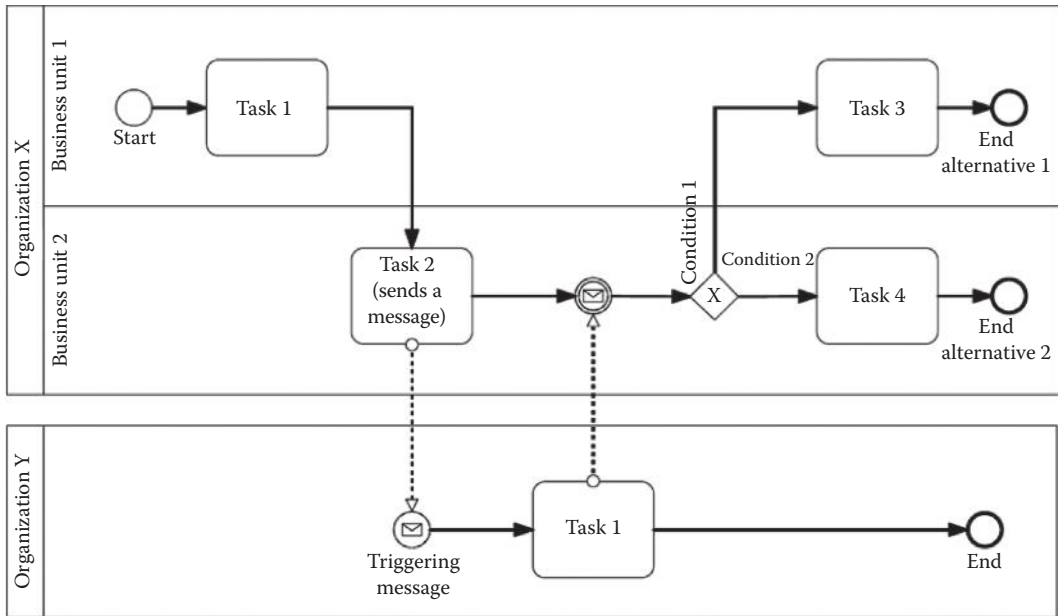 Organization X
Business unit 1
Start
Task 1
Task 3
End
alternative 1
Business unit 2
Task 2
(sends a
message)
Condition 1
Condition 2
X
Task 4
End
alternative 2
Organization Y
Triggering
message
Task 1
End